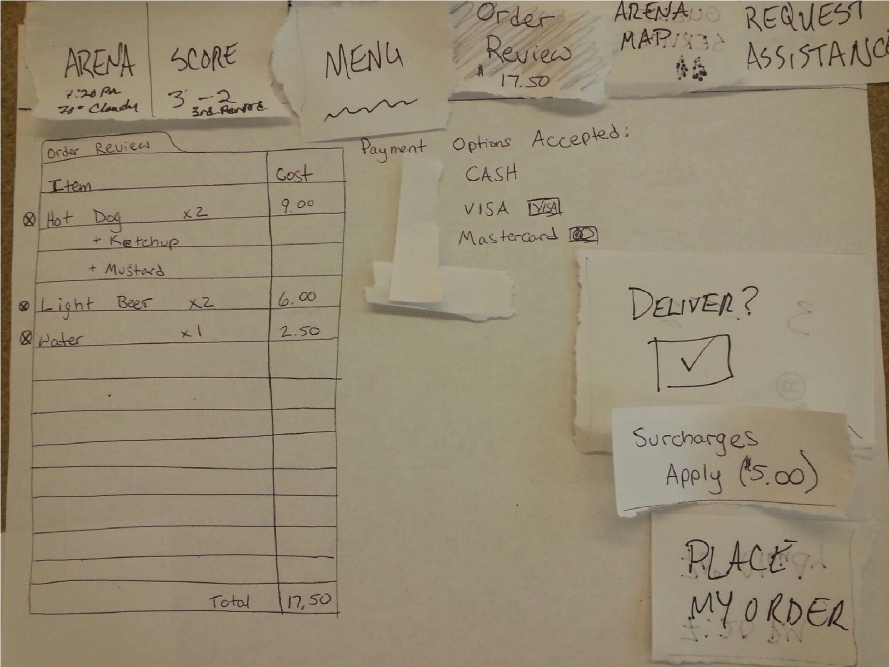 ARENA
7:20 PM
70° Cloudy
SCORE
3 - 2
3rd Period
MENU
Order
Review
$ 17.50
ARENA
MAP
REQUEST
ASSISTANC
Order Review
Item Cost
Hot Dog x2 9.00
+ Ketchup
+ Mustard
Light Beer x2 6.00
Water x1 2.50
Total 17.50
Payment Options Accepted:
CASH
VISA VISA
Mastercard
DELIVER?
Surcharges
Apply ($5.00)
PLACE
MY ORDER